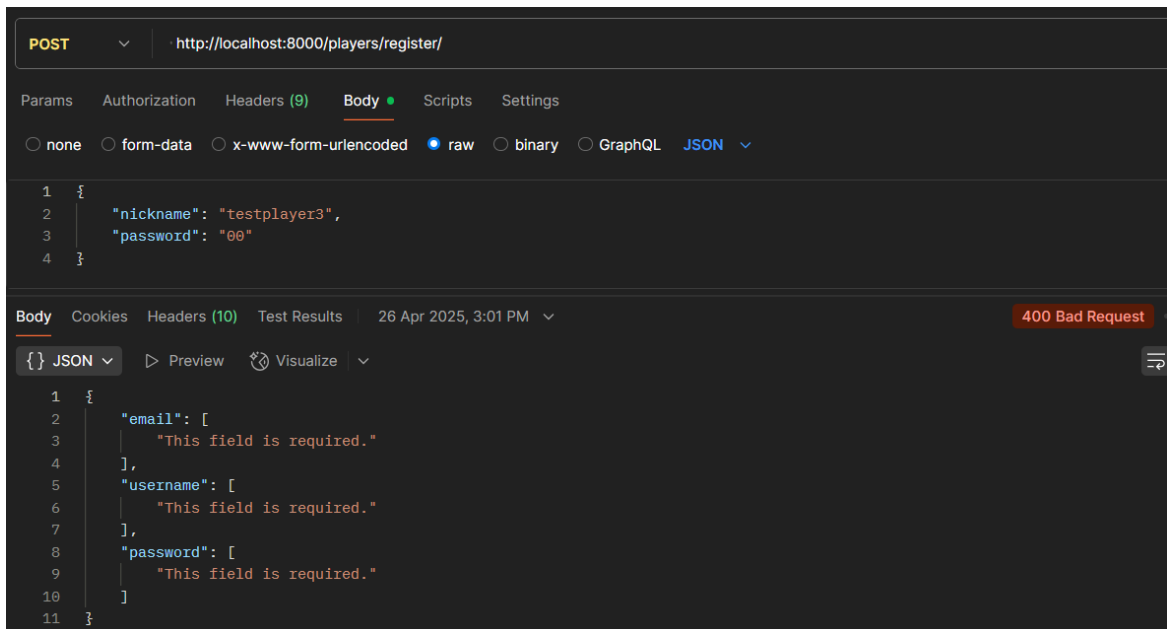 POST http://localhost:8000/players/register/
Params Authorization Headers (9) Body Scripts Settings
none form-data x-www-form-urlencoded raw binary GraphQL JSON
1 {
2 "nickname": "testplayer3",
3 "password": "00"
4 }
Body Cookies Headers (10) Test Results 26 Apr 2025, 3:01 PM 400 Bad Request
{} JSON Preview Visualize
1 {
2 "email": [
3 "This field is required."
4 ],
5 "username": [
6 "This field is required."
7 ],
8 "password": [
9 "This field is required."
10 ]
11 }